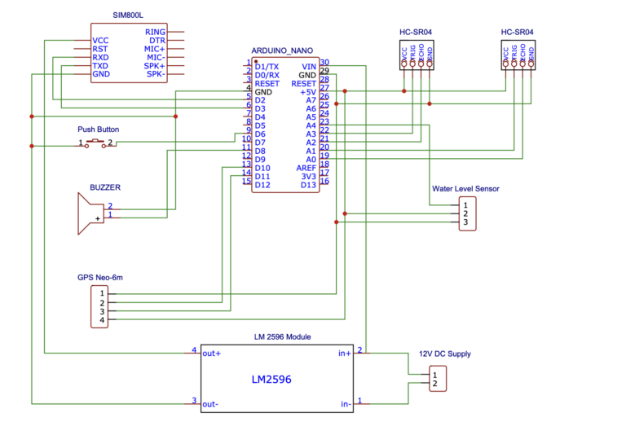 SIM800L
VCC
RST
RXD
TXD
GND
RING
DTR
MIC+
MIC-
SPK+
SPK-
HC-SR04
VCC
TRIG
ECHO
GND
HC-SR04
VCC
TRIG
ECHO
GND
ARDUINO_NANO
1 D1/TX VIN 30
2 D0/RX GND 29
3 RESET RESET 28
4 GND +5V 27
5 D2 A7 26
6 D3 A6 25
7 D4 A5 24
8 D5 A4 23
9 D6 A3 22
10 D7 A2 21
11 D8 A1 20
12 D9 A0 19
13 D10 AREF 18
14 D11 3V3 17
15 D12 D13 16
Push Button
1 2
BUZZER
2
+ 1
Water Level Sensor
1
2
3
GPS Neo-6m
1
2
3
4
LM 2596 Module
4 out+ in+ 2
LM2596
3 out- in- 1
12V DC Supply
1
2